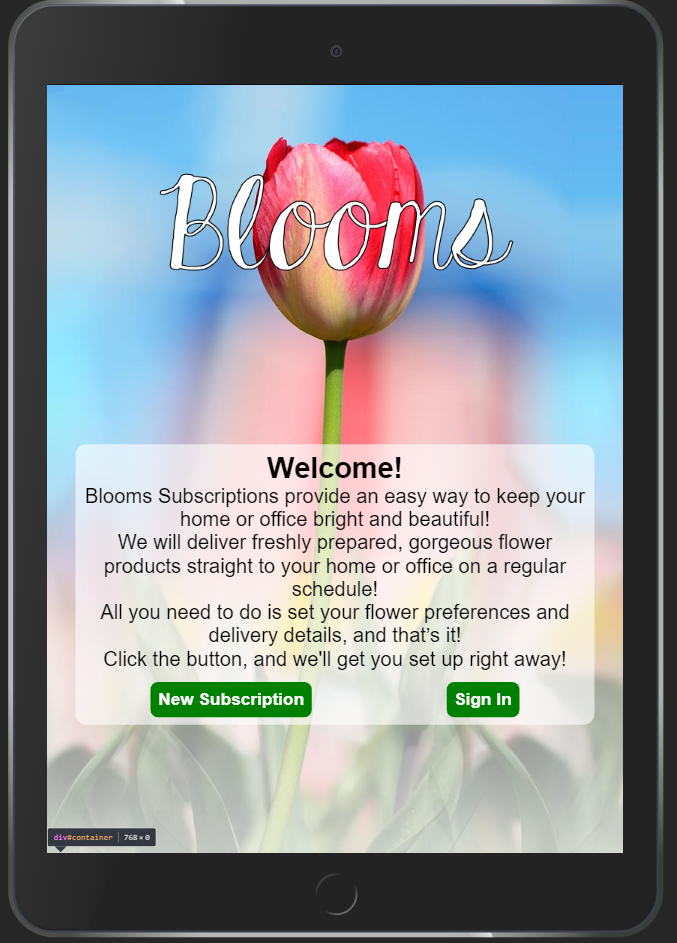 Blooms
Welcome!
Blooms Subscriptions provide an easy way to keep your
home or office bright and beautiful!
We will deliver freshly prepared, gorgeous flower
products straight to your home or office on a regular
schedule!
All you need to do is set your flower preferences and
delivery details, and that’s it!
Click the button, and we'll get you set up right away!
New Subscription Sign In
div#container 768 × 0